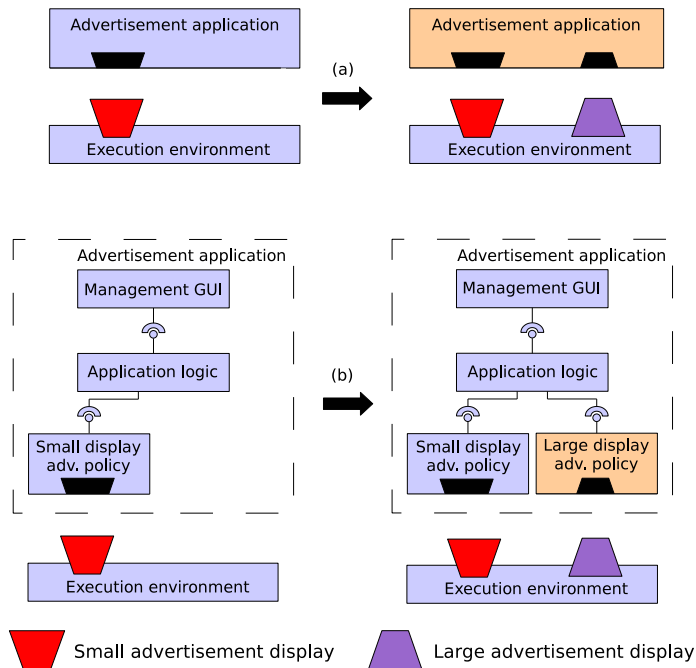 Advertisement application
Advertisement application
(a)
Execution environment
Execution environment
Advertisement application
Management GUI
Application logic
Small display
adv. policy
Execution environment
(b)
Advertisement application
Management GUI
Application logic
Small display
adv. policy
Large display
adv. policy
Execution environment
Small advertisement display
Large advertisement display